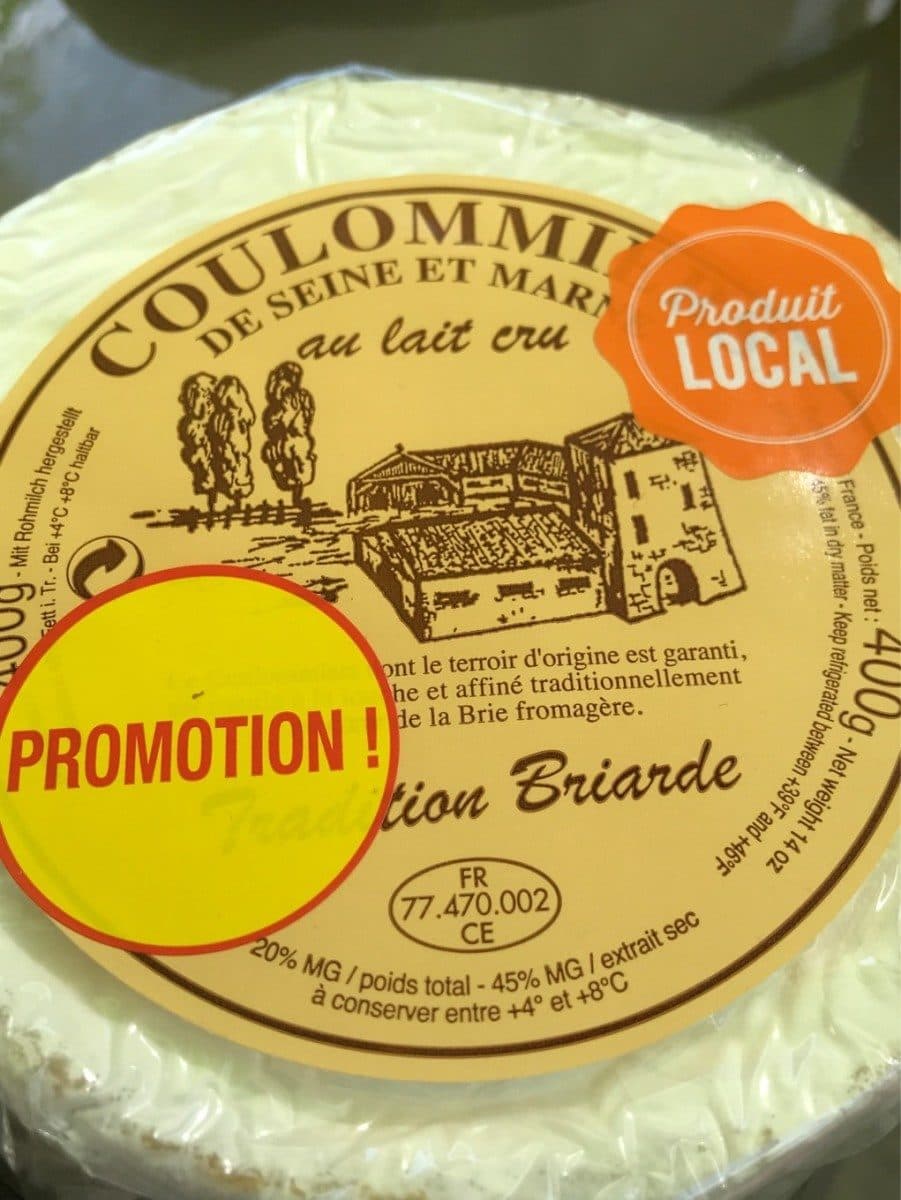 COULOMMI
DE SEINE ET MAR
au lait cru
Produit
LOCAL
400g - Mit Rohmilch hergestellt
Fett i. Tr. - Bei +4°C +8°C haltbar
France - Poids net : 400g - Net weight 14 oz
45% fat in dry matter - Keep refrigerated between +39°F and +46°F
ont le terroir d'origine est garanti,
he et affiné traditionnellement
de la Brie fromagère.
PROMOTION !
Tradition Briarde
FR
77.470.002
CE
20% MG / poids total - 45% MG / extrait sec
à conserver entre +4° et +8°C